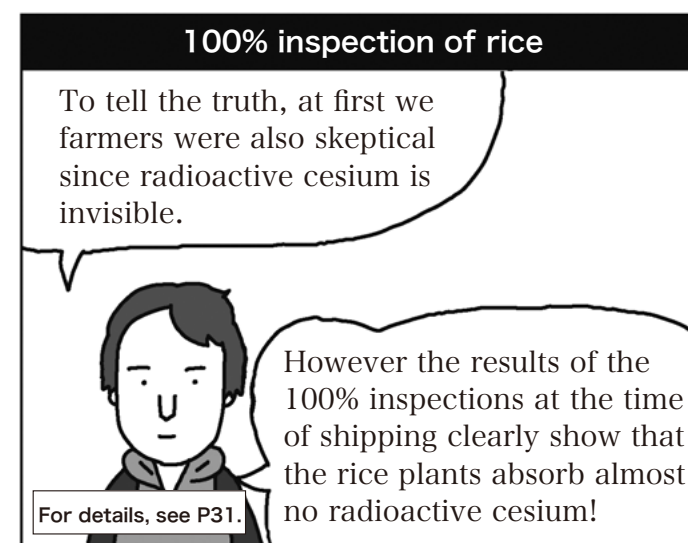 100% inspection of rice
To tell the truth, at first we
farmers were also skeptical
since radioactive cesium is
invisible.
However the results of the
100% inspections at the time
of shipping clearly show that
the rice plants absorb almost
no radioactive cesium!
For details, see P31.